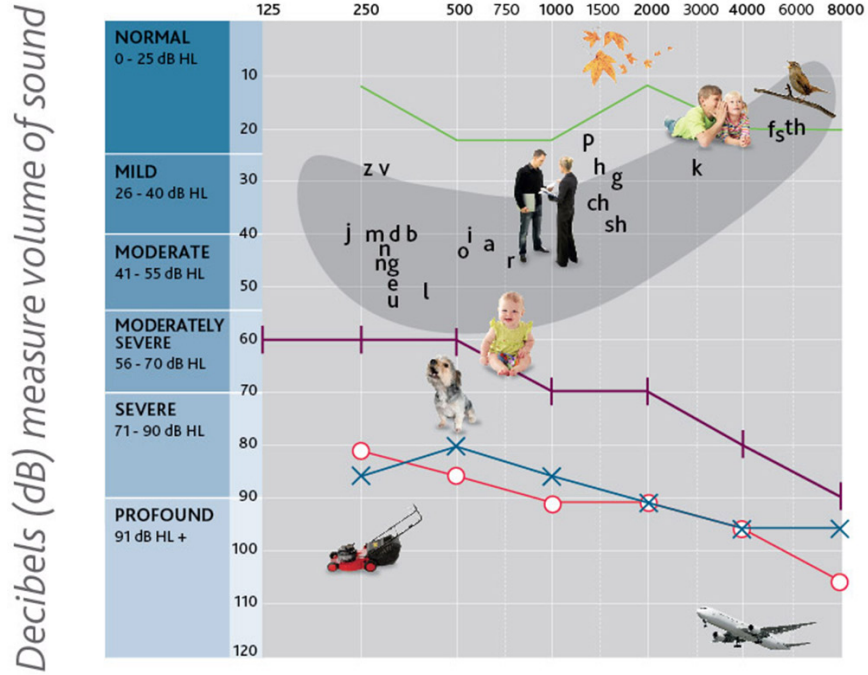 125 250 500 750 1000 1500 2000 3000 4000 6000 8000
Decibels (dB) measure volume of sound
NORMAL
0 - 25 dB HL
MILD
26 - 40 dB HL
MODERATE
41 - 55 dB HL
MODERATELY
SEVERE
56 - 70 dB HL
SEVERE
71 - 90 dB HL
PROFOUND
91 dB HL +
10
20
30
40
50
60
70
80
90
100
110
120
z v
j
m d b
n
ng
e
u
l
i
o
a
r
p
h
g
ch
sh
k
f
s
th